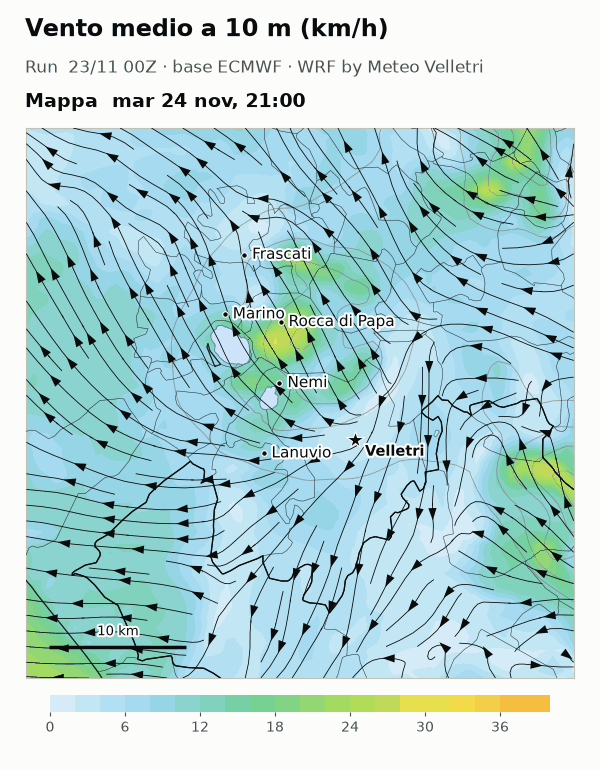 Vento medio a 10 m (km/h)
Run  23/11 00Z · base ECMWF · WRF by Meteo Velletri
Mappa  mar 24 nov, 21:00
Frascati
Marino
Rocca di Papa
Nemi
Velletri
Lanuvio
10 km
0 6 12 18 24 30 36